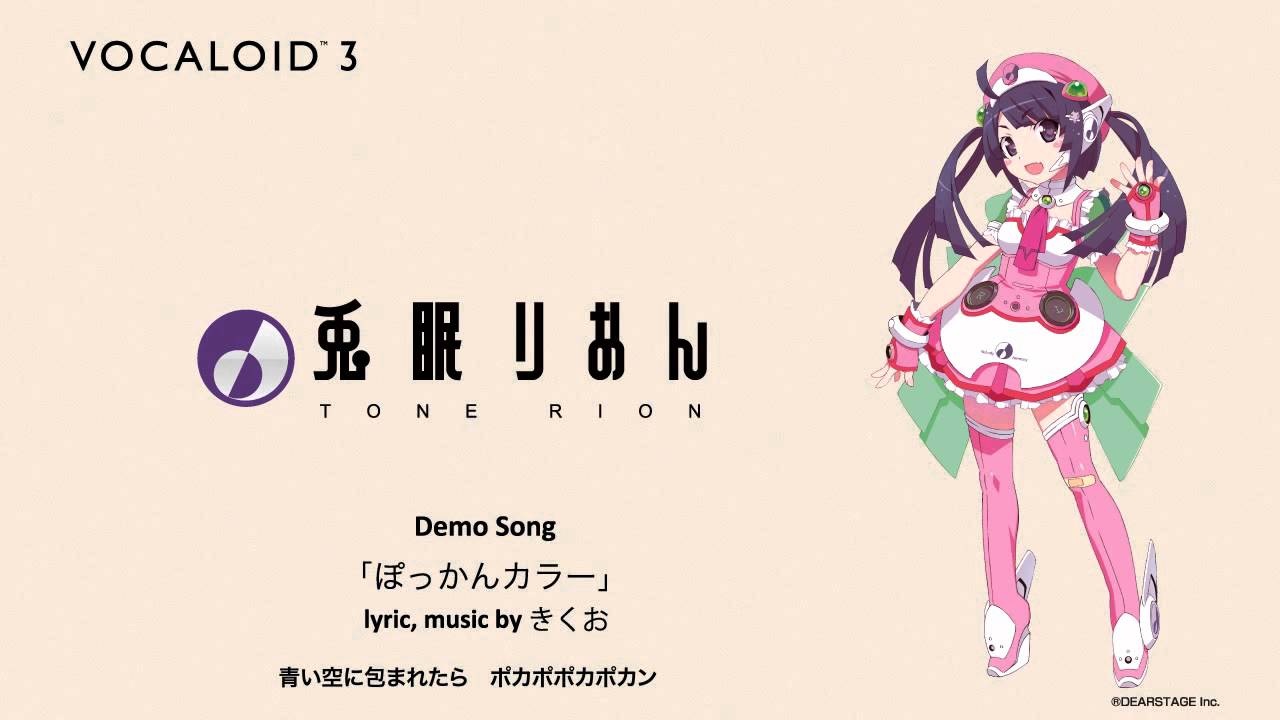 VOCALOID™ 3
兎眠りおん
TONE RION
Demo Song
「ぽっかんカラー」
lyric, music by きくお
青い空に包まれたら　ポカポポカポカン
®DEARSTAGE Inc.